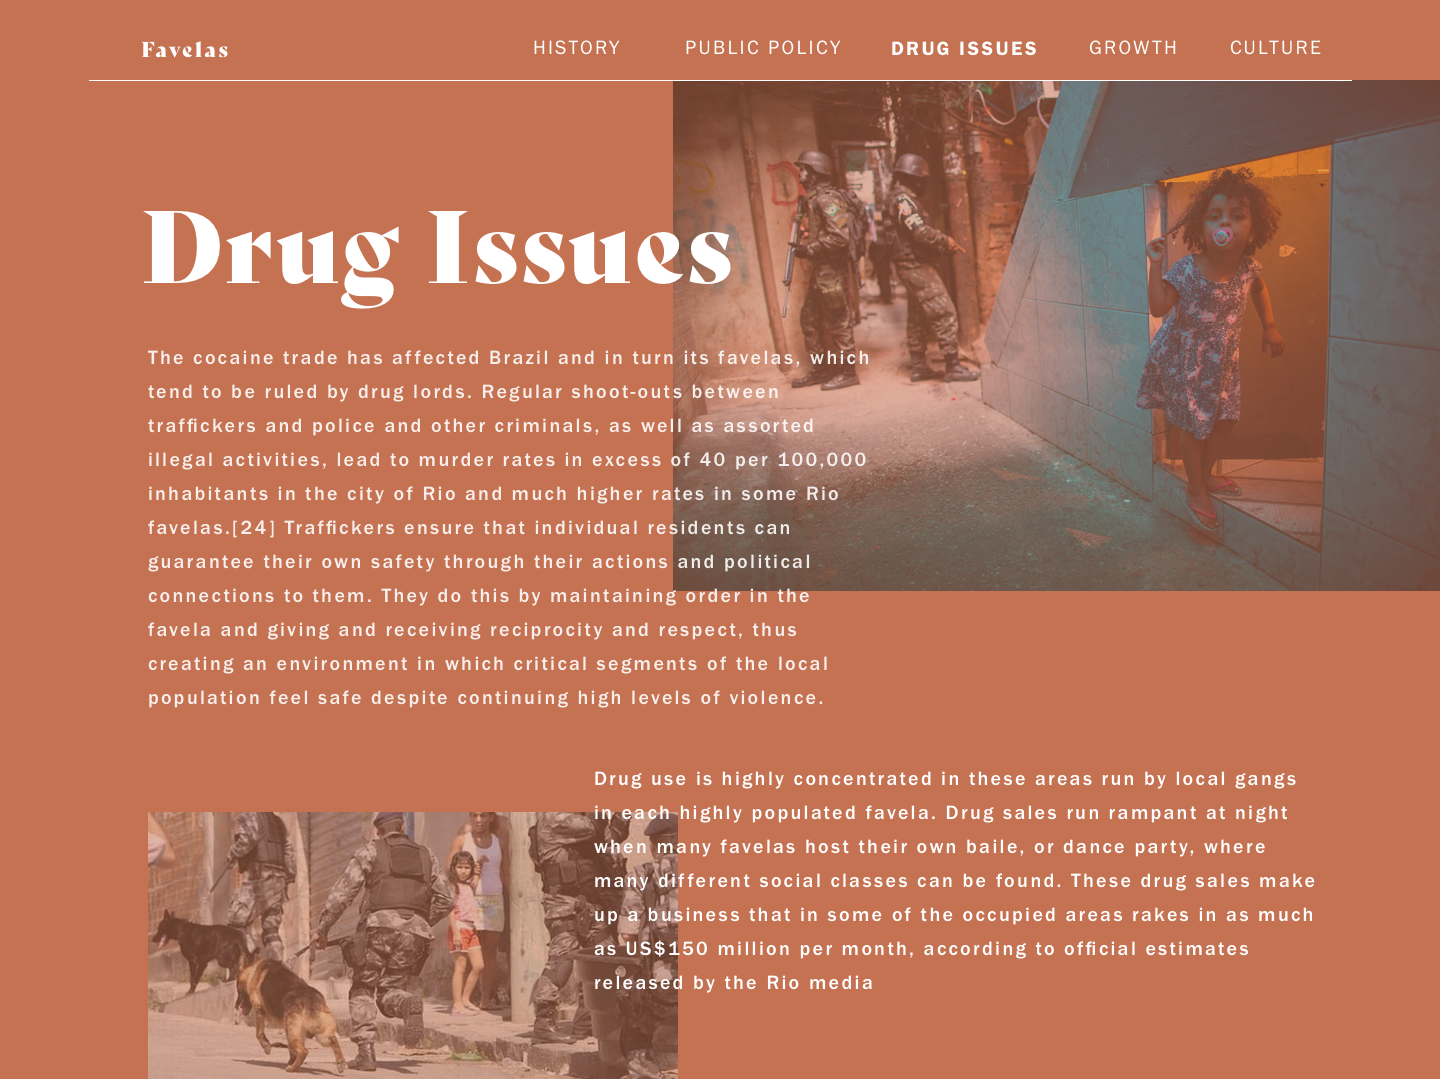 Favelas
HISTORY
PUBLIC POLICY
DRUG ISSUES
GROWTH
CULTURE
Drug Issues
The cocaine trade has affected Brazil and in turn its favelas, which
tend to be ruled by drug lords. Regular shoot-outs between
traffickers and police and other criminals, as well as assorted
illegal activities, lead to murder rates in excess of 40 per 100,000
inhabitants in the city of Rio and much higher rates in some Rio
favelas.[24] Traffickers ensure that individual residents can
guarantee their own safety through their actions and political
connections to them. They do this by maintaining order in the
favela and giving and receiving reciprocity and respect, thus
creating an environment in which critical segments of the local
population feel safe despite continuing high levels of violence.
Drug use is highly concentrated in these areas run by local gangs
in each highly populated favela. Drug sales run rampant at night
when many favelas host their own baile, or dance party, where
many different social classes can be found. These drug sales make
up a business that in some of the occupied areas rakes in as much
as US$150 million per month, according to official estimates
released by the Rio media